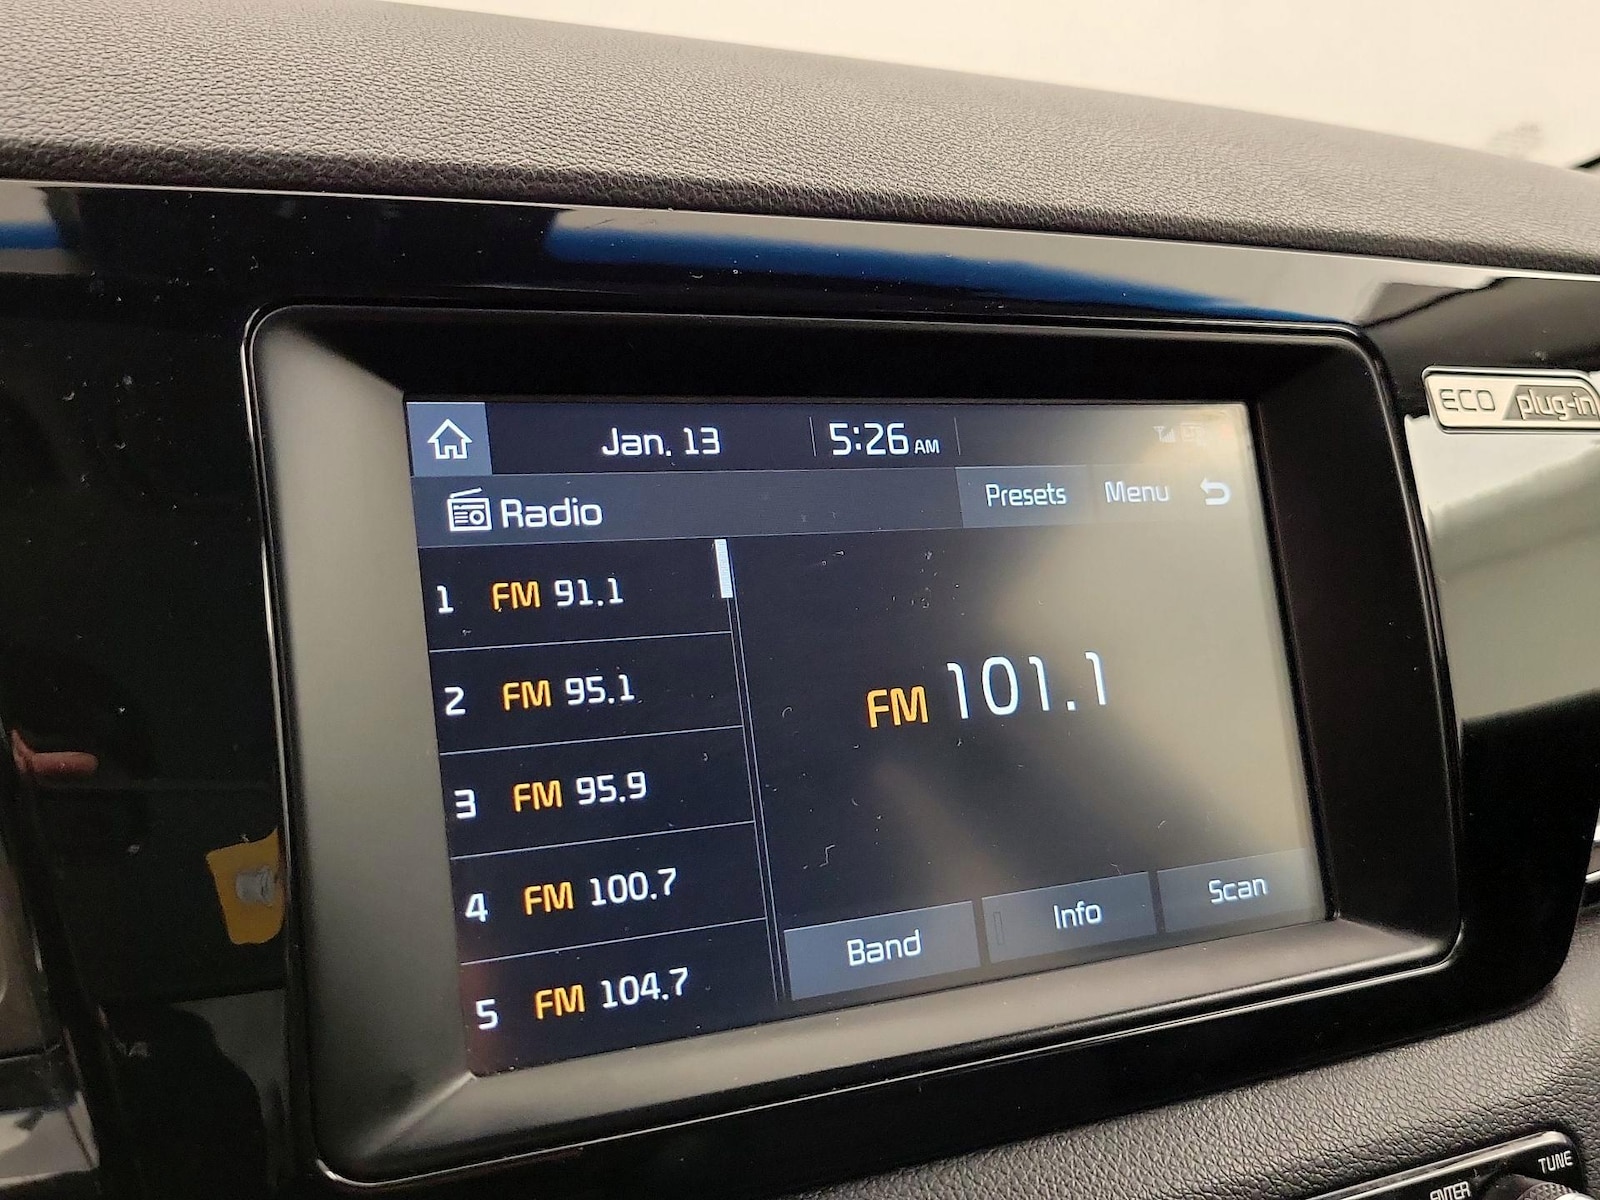 ECO plug-in
Jan. 13 5:26 AM
Radio Presets Menu
1 FM 91.1
2 FM 95.1
3 FM 95.9
4 FM 100.7
5 FM 104.7
FM 101.1
Band Info Scan
TUNE
ENTER